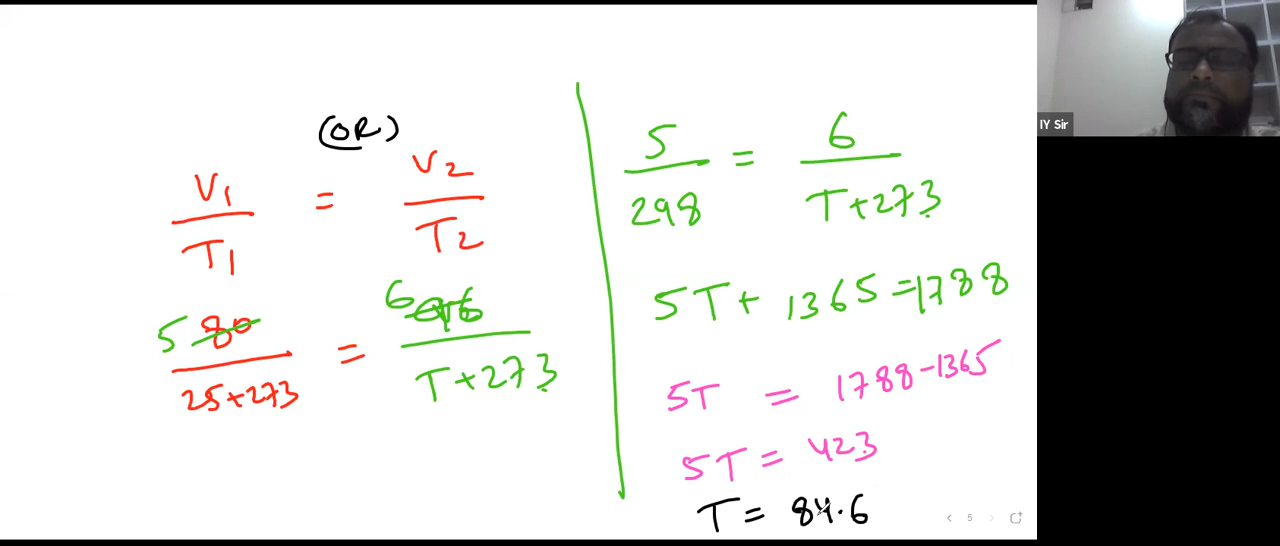 (OR)
V1/T1 = V2/T2
5 80/25+273 = 6 96/T+273
5/298 = 6/T+273
5T + 1365 = 1788
5T = 1788-1365
5T = 423
T = 84.6
IY Sir
5